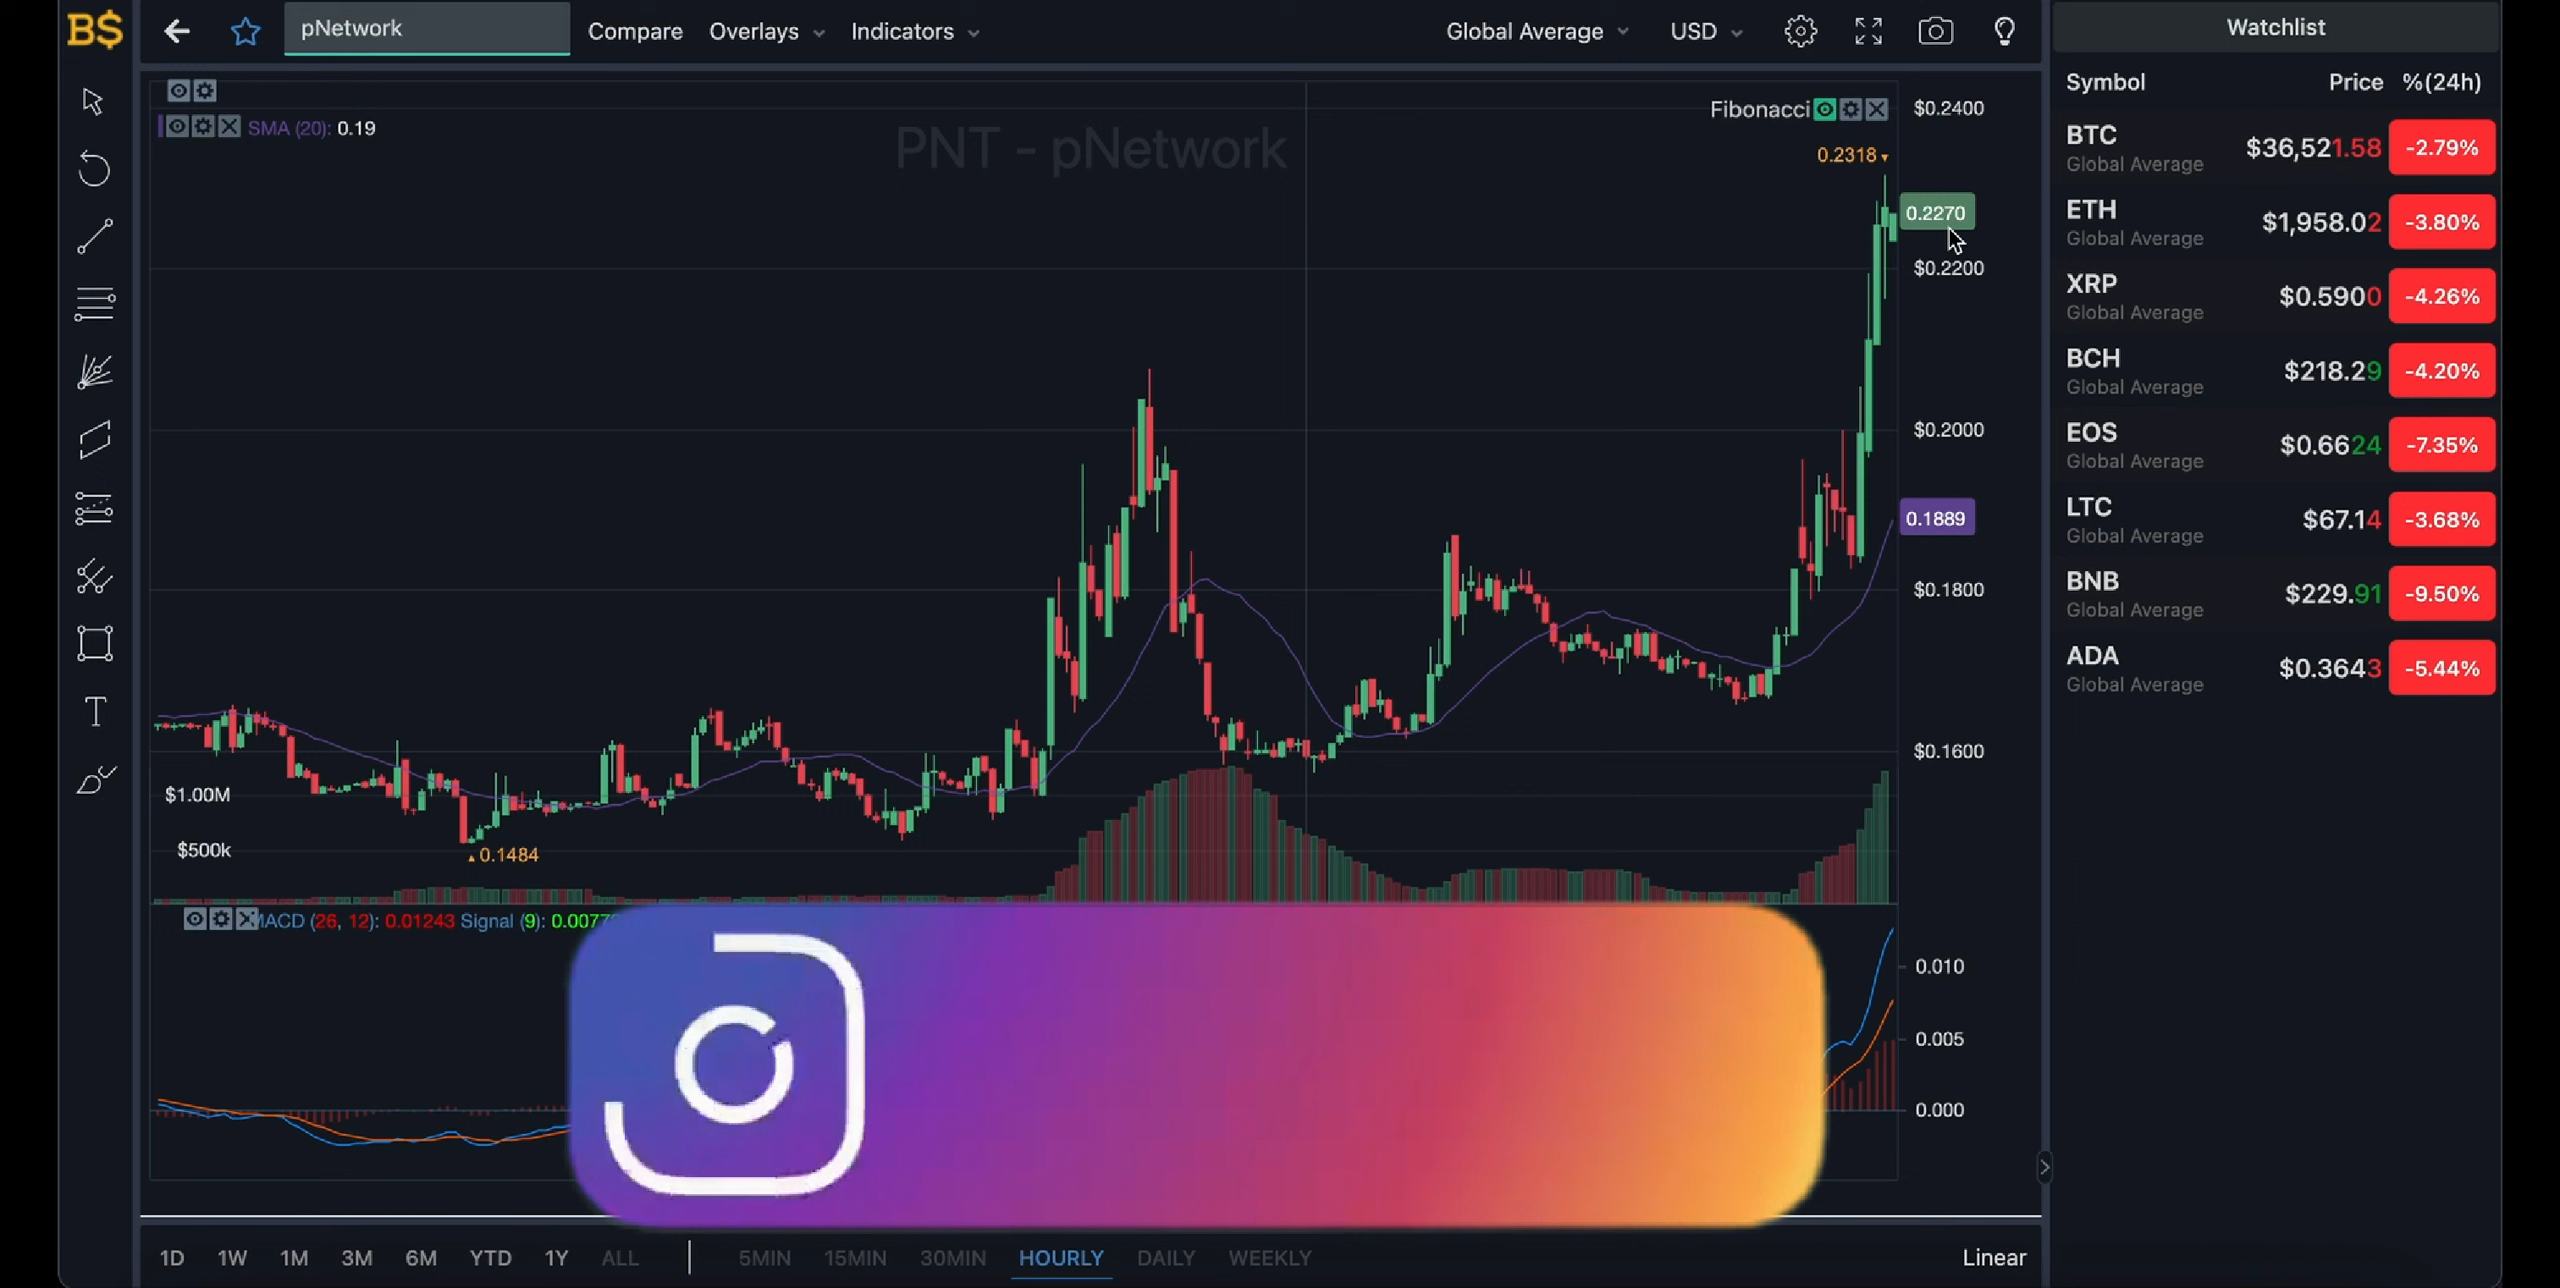 B$
pNetwork
Compare
Overlays
Indicators
Global Average
USD
Watchlist
Symbol Price %(24h)
BTC $36,521.58 -2.79%
Global Average
ETH $1,958.02 -3.80%
Global Average
XRP $0.5900 -4.26%
Global Average
BCH $218.29 -4.20%
Global Average
EOS $0.6624 -7.35%
Global Average
LTC $67.14 -3.68%
Global Average
BNB $229.91 -9.50%
Global Average
ADA $0.3643 -5.44%
Global Average
SMA (20): 0.19
PNT - pNetwork
Fibonacci
0.2318
$0.2400
0.2270
$0.2200
$0.2000
0.1889
$0.1800
$0.1600
$1.00M
$500k
0.1484
MACD (26, 12): 0.01243 Signal (9):
0.010
0.005
0.000
1D 1W 1M 3M 6M YTD 1Y ALL 5MIN 15MIN 30MIN HOURLY DAILY WEEKLY
Linear